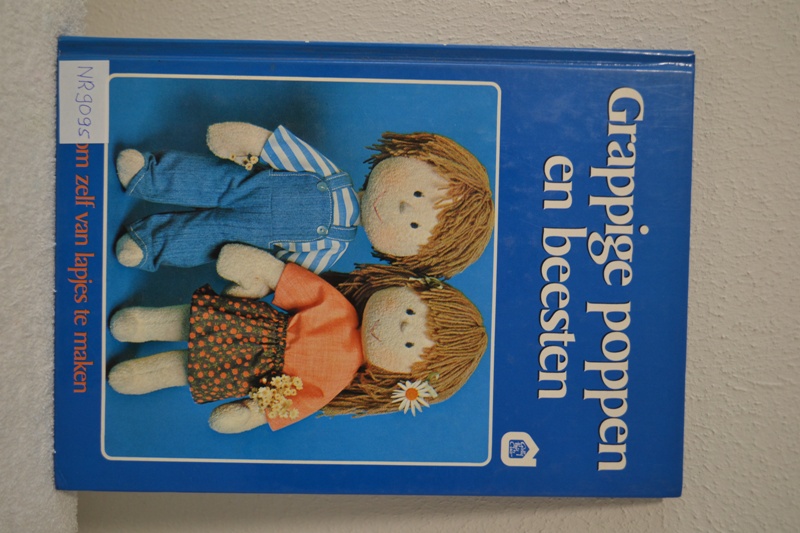 Grappige poppen
en beesten
om zelf van lapjes te maken
NR9095